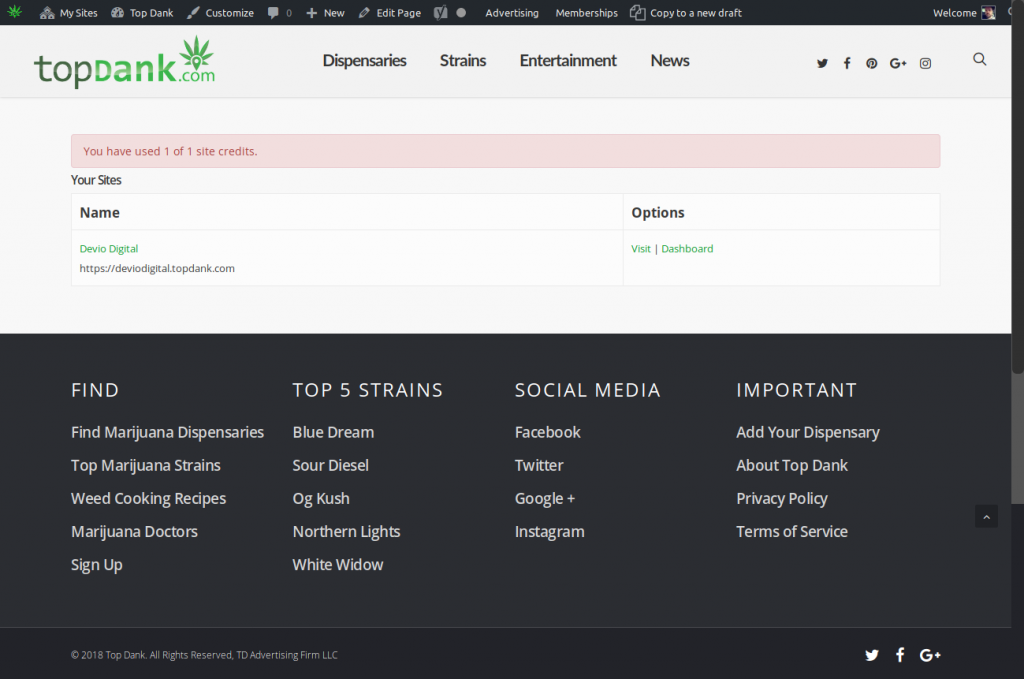 My Sites Top Dank Customize 0 New Edit Page Advertising Memberships Copy to a new draft Welcome
topDank.com Dispensaries Strains Entertainment News
You have used 1 of 1 site credits.
Your Sites
Name Options
Devio Digital Visit | Dashboard
https://deviodigital.topdank.com
FIND TOP 5 STRAINS SOCIAL MEDIA IMPORTANT
Find Marijuana Dispensaries Blue Dream Facebook Add Your Dispensary
Top Marijuana Strains Sour Diesel Twitter About Top Dank
Weed Cooking Recipes Og Kush Google + Privacy Policy
Marijuana Doctors Northern Lights Instagram Terms of Service
Sign Up White Widow
© 2018 Top Dank. All Rights Reserved, TD Advertising Firm LLC